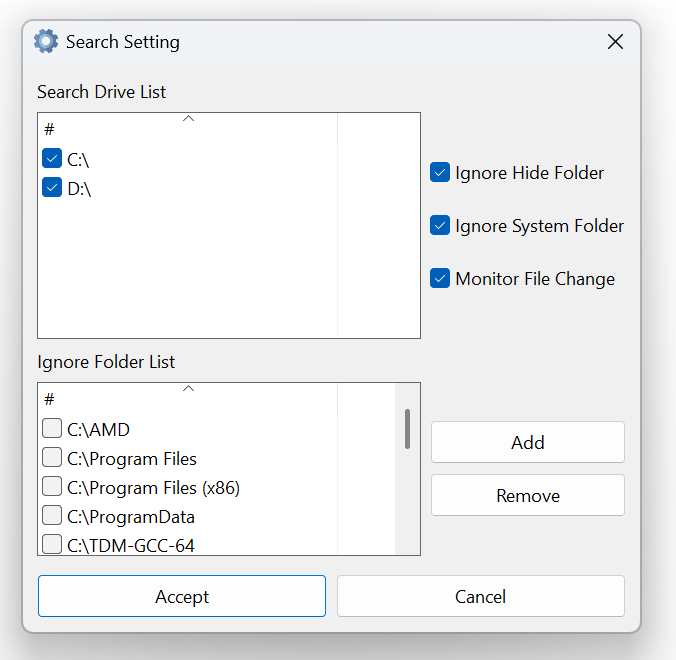 Search Setting
Search Drive List
#
C:\
D:\
Ignore Hide Folder
Ignore System Folder
Monitor File Change
Ignore Folder List
#
C:\AMD
C:\Program Files
C:\Program Files (x86)
C:\ProgramData
C:\TDM-GCC-64
Add
Remove
Accept
Cancel